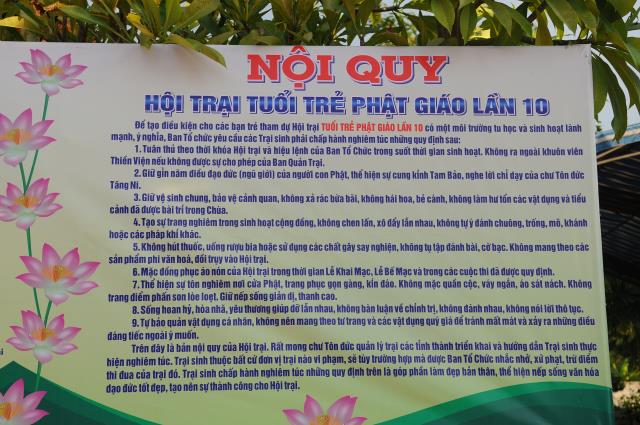 NỘI QUY
HỘI TRẠI TUỔI TRẺ PHẬT GIÁO LẦN 10
Để tạo điều kiện cho các bạn trẻ tham dự Hội trại TUỔI TRẺ PHẬT GIÁO LẦN 10 có một môi trường tu học và sinh hoạt lành
mạnh, ý nghĩa, Ban Tổ chức yêu cầu các Trại sinh phải chấp hành nghiêm túc những quy định sau:
1. Tuân thủ theo thời khóa Hội trại và hiệu lệnh của Ban Tổ Chức trong suốt thời gian sinh hoạt. Không ra ngoài khuôn viên
Thiền Viện nếu không được sự cho phép của Ban Quản Trại.
2. Giữ gìn năm điều đạo đức (ngũ giới) của người con Phật, thể hiện sự cung kính Tam Bảo, nghe lời chỉ dạy của chư Tôn đức
Tăng Ni.
3. Giữ vệ sinh chung, bảo vệ cảnh quan, không xả rác bừa bãi, không hái hoa, bẻ cành, không làm hư tổn các vật dụng và tiểu
cảnh đã được bài trí trong Chùa.
4. Tạo sự trang nghiêm trong sinh hoạt cộng đồng, không chen lấn, xô đẩy lẫn nhau, không tự ý đánh chuông, trống, mõ, khánh
hoặc các pháp khí khác.
5. Không hút thuốc, uống rượu bia hoặc sử dụng các chất gây say nghiện, không tụ tập đánh bài, cờ bạc. Không mang theo các
sản phẩm phi văn hoá, đồi trụy vào Hội trại.
6. Mặc đồng phục áo nón của Hội trại trong thời gian Lễ Khai Mạc, Lễ Bế Mạc và trong các cuộc thi đã được quy định.
7. Thể hiện sự tôn nghiêm nơi cửa Phật, trang phục gọn gàng, kín đáo. Không mặc quần cộc, váy ngắn, áo sát nách. Không
trang điểm phấn son lòe loẹt. Giữ nếp sống giản dị, thanh cao.
8. Sống hoan hỷ, hòa nhã, yêu thương giúp đỡ lẫn nhau, không bàn luận về chính trị, không đánh nhau, không nói lời thô tục.
9. Tự bảo quản vật dụng cá nhân, không nên mang theo tư trang và các vật dụng quý giá để tránh mất mát và xảy ra những điều
đáng tiếc ngoài ý muốn.
Trên đây là bản nội quy của Hội trại. Rất mong chư Tôn đức quản lý trại các tỉnh thành triển khai và hướng dẫn Trại sinh thực
hiện nghiêm túc. Trại sinh thuộc bất cứ đơn vị trại nào vi phạm, sẽ tùy trường hợp mà được Ban Tổ Chức nhắc nhở, xử phạt, trừ điểm
thi đua của trại đó. Trại sinh chấp hành nghiêm túc những quy định trên là góp phần làm đẹp bản thân, thể hiện nếp sống văn hóa
đạo đức tốt đẹp, tạo nên sự thành công cho Hội trại.